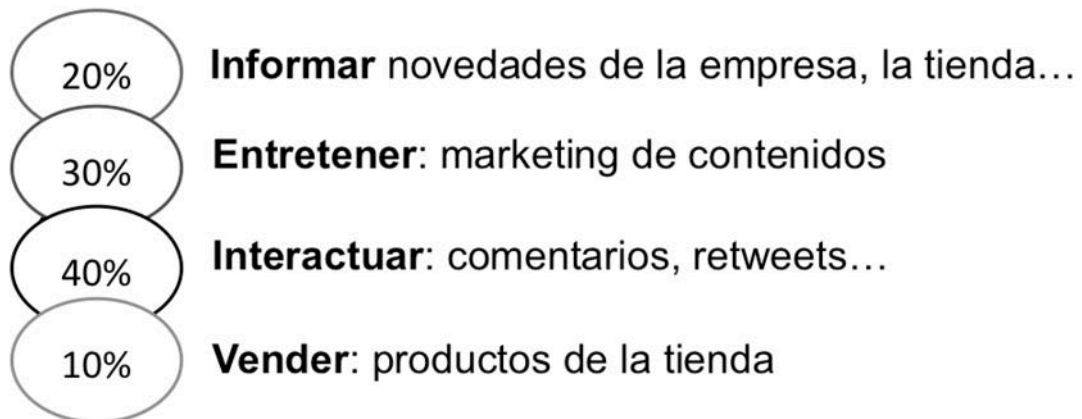 20% Informar novedades de la empresa, la tienda…
30% Entretener: marketing de contenidos
40% Interactuar: comentarios, retweets…
10% Vender: productos de la tienda